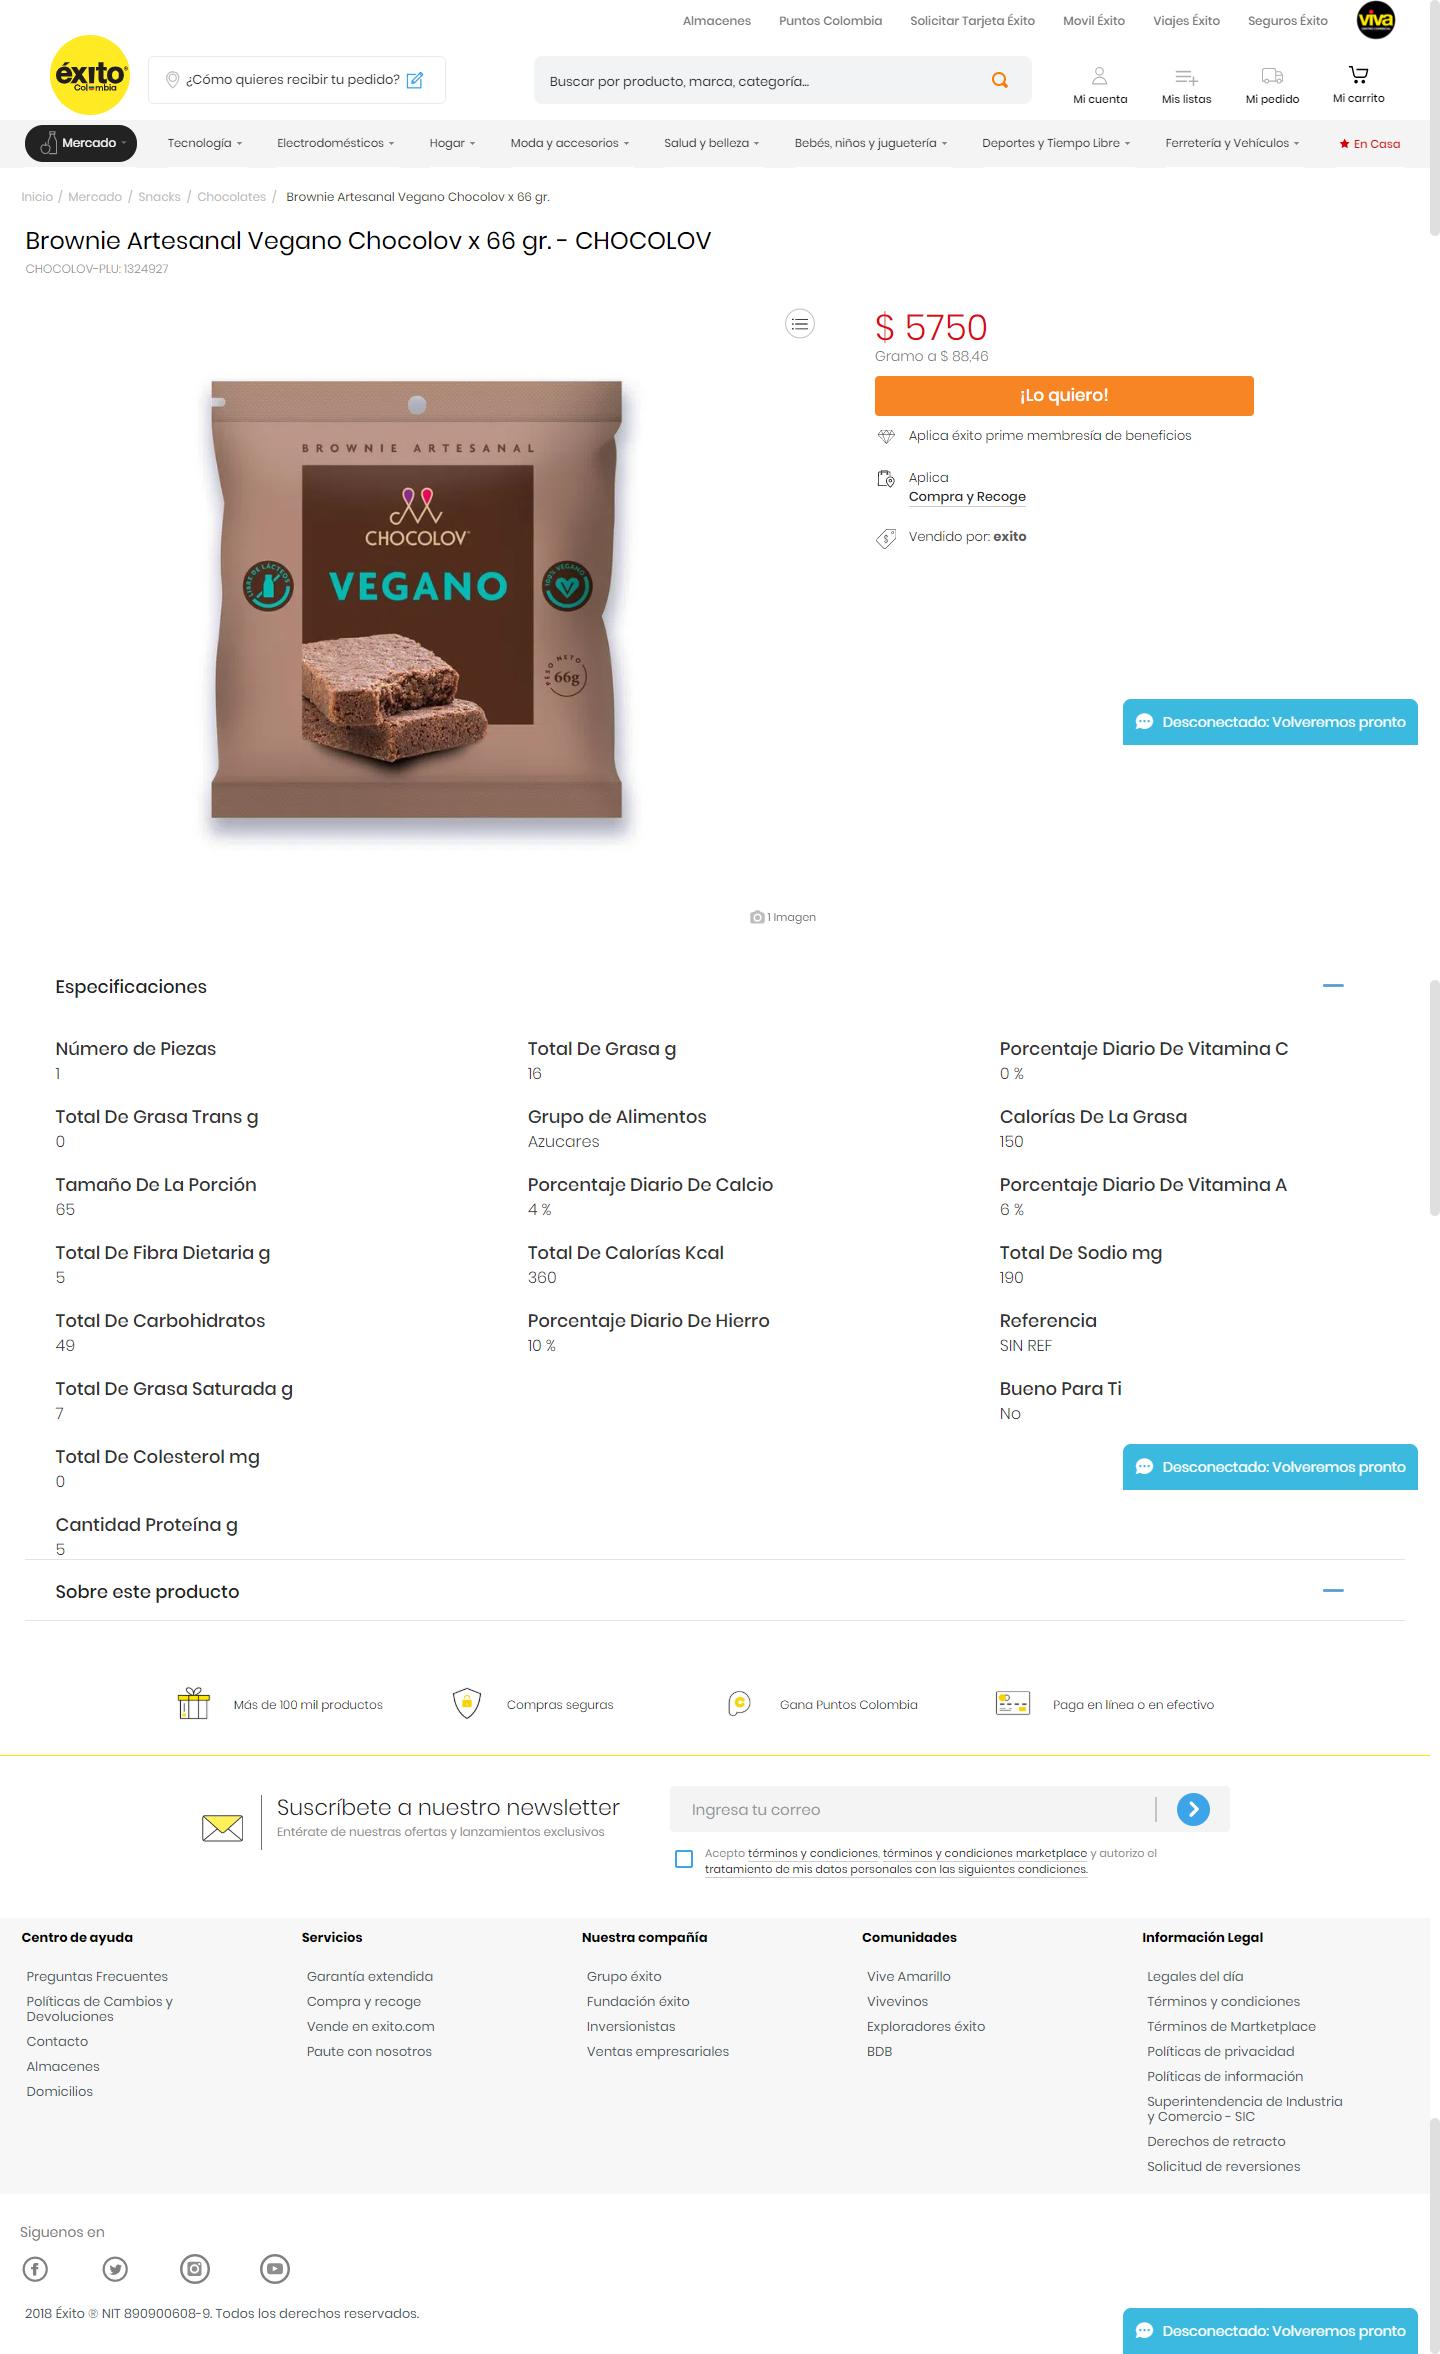 Almacenes Puntos Colombia Solicitar Tarjeta Éxito Movil Éxito Viajes Éxito Seguros Éxito viva
éxito
Colombia
¿Cómo quieres recibir tu pedido?
Buscar por producto, marca, categoría...
Mi cuenta Mis listas Mi pedido Mi carrito
Mercado Tecnología Electrodomésticos Hogar Moda y accesorios Salud y belleza Bebés, niños y juguetería Deportes y Tiempo Libre Ferretería y Vehículos En Casa
Inicio / Mercado / Snacks / Chocolates / Brownie Artesanal Vegano Chocolov x 66 gr.
Brownie Artesanal Vegano Chocolov x 66 gr. - CHOCOLOV
CHOCOLOV-PLU: 1324927
BROWNIE ARTESANAL
CHOCOLOV
VEGANO
LIBRE DE LÁCTEOS
100% VEGANO
PESO NETO
66g
$ 5750
Gramo a $ 88,46
¡Lo quiero!
Aplica éxito prime membresía de beneficios
Aplica
Compra y Recoge
Vendido por: exito
Desconectado: Volveremos pronto
1 Imagen
Especificaciones
Número de Piezas
1
Total De Grasa Trans g
0
Tamaño De La Porción
65
Total De Fibra Dietaria g
5
Total De Carbohidratos
49
Total De Grasa Saturada g
7
Total De Colesterol mg
0
Cantidad Proteína g
5
Total De Grasa g
16
Grupo de Alimentos
Azucares
Porcentaje Diario De Calcio
4 %
Total De Calorías Kcal
360
Porcentaje Diario De Hierro
10 %
Porcentaje Diario De Vitamina C
0 %
Calorías De La Grasa
150
Porcentaje Diario De Vitamina A
6 %
Total De Sodio mg
190
Referencia
SIN REF
Bueno Para Ti
No
Desconectado: Volveremos pronto
Sobre este producto
Más de 100 mil productos
Compras seguras
Gana Puntos Colombia
Paga en línea o en efectivo
Suscríbete a nuestro newsletter
Entérate de nuestras ofertas y lanzamientos exclusivos
Ingresa tu correo
Acepto términos y condiciones, términos y condiciones marketplace y autorizo el
tratamiento de mis datos personales con las siguientes condiciones.
Centro de ayuda
Preguntas Frecuentes
Políticas de Cambios y
Devoluciones
Contacto
Almacenes
Domicilios
Servicios
Garantía extendida
Compra y recoge
Vende en exito.com
Paute con nosotros
Nuestra compañía
Grupo éxito
Fundación éxito
Inversionistas
Ventas empresariales
Comunidades
Vive Amarillo
Vivevinos
Exploradores éxito
BDB
Información Legal
Legales del día
Términos y condiciones
Términos de Martketplace
Políticas de privacidad
Políticas de información
Superintendencia de Industria
y Comercio - SIC
Derechos de retracto
Solicitud de reversiones
Siguenos en
2018 Éxito ® NIT 890900608-9. Todos los derechos reservados.
Desconectado: Volveremos pronto